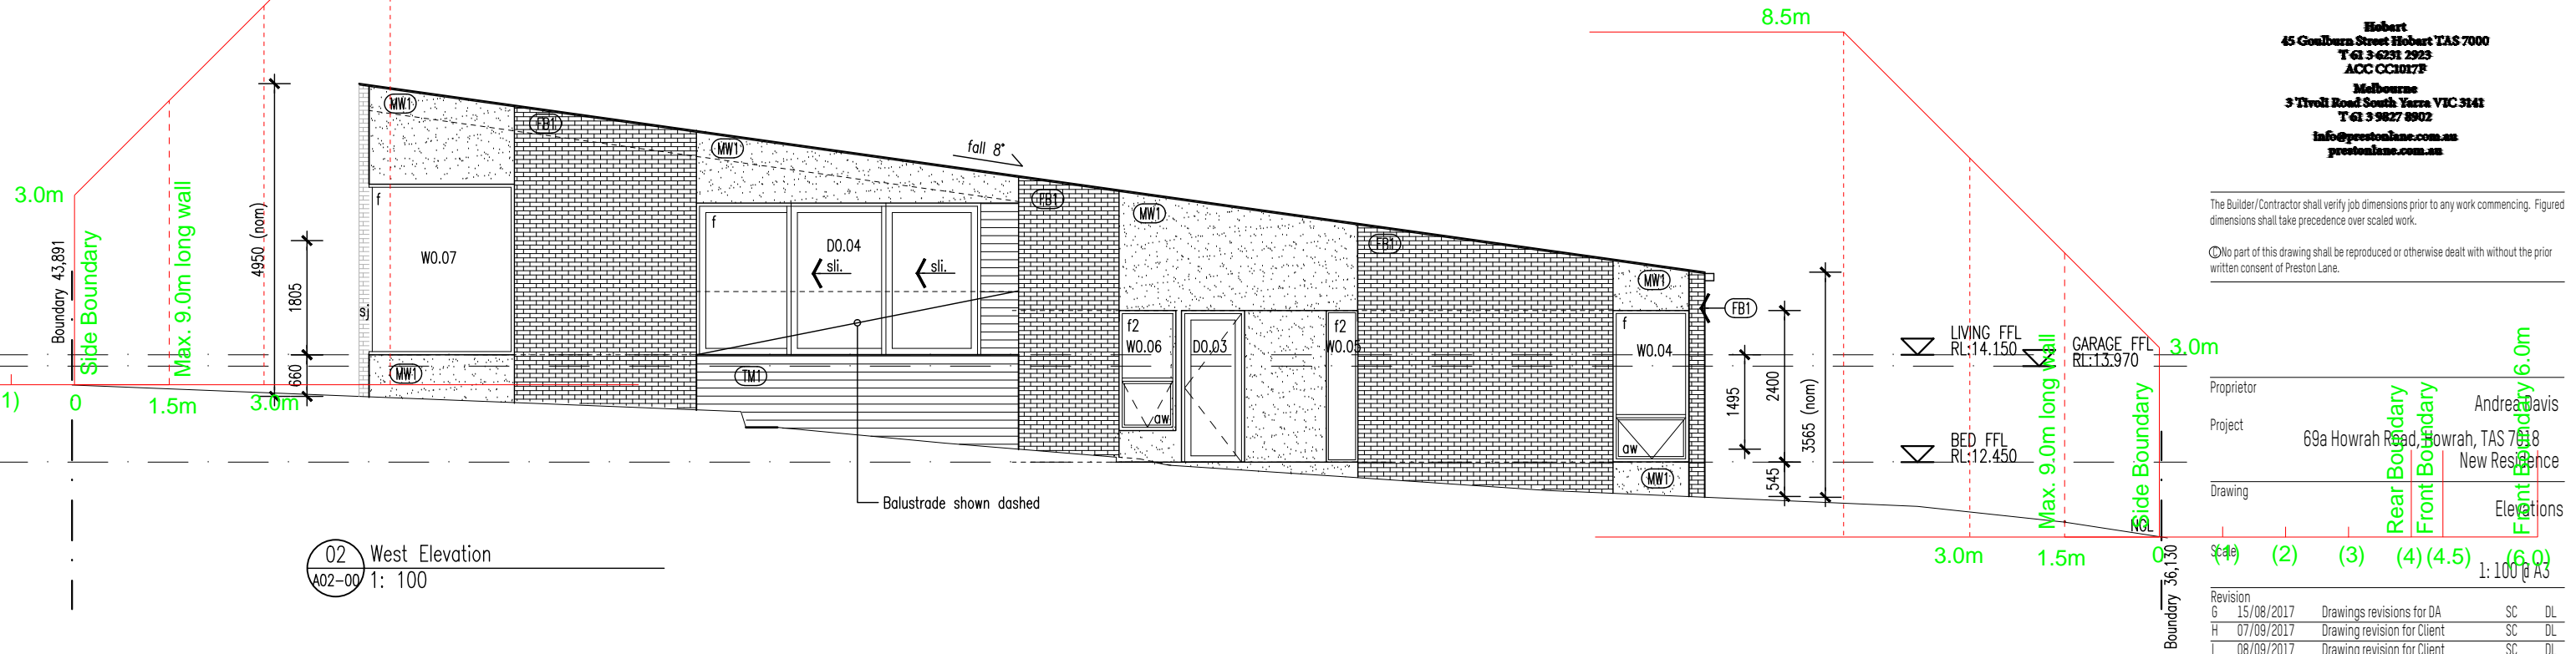 8.5m
Hobart
45 Goulburn Street Hobart TAS 7000
T 61 3 6231 2923
ACC CC1017F
Melbourne
3 Tivoli Road South Yarra VIC 3141
T 61 3 9827 8902
info@prestonlane.com.au
prestonlane.com.au
The Builder/Contractor shall verify job dimensions prior to any work commencing. Figured
dimensions shall take precedence over scaled work.
©No part of this drawing shall be reproduced or otherwise dealt with without the prior
written consent of Preston Lane.
MW1
FB1
MW1
fall 8°
FB1
MW1
FB1
MW1
FB1
3.0m
Boundary 43,891
Side Boundary
Max. 9.0m long wall
4950 (nom)
1805
660
sj
f
W0.07
MW1
f
D0.04
sli.
sli.
TM1
f2
W0.06
aw
D0.03
f2
W0.05
f
W0.04
aw
MW1
1495
2400
545
3565 (nom)
LIVING FFL
RL:14.150
GARAGE FFL
RL:13.970
BED FFL
RL:12.450
3.0m
Max. 9.0m long wall
Side Boundary
NGL
1)
0
1.5m
3.0m
Balustrade shown dashed
02
A02-00
West Elevation
1: 100
3.0m
1.5m
0
(1)
(2)
(3)
(4)
(4.5)
(6.0)
Boundary 36,130
Rear Boundary
Front Boundary
Front Boundary 6.0m
Proprietor
Andrea Davis
Project
69a Howrah Road, Howrah, TAS 7018
New Residence
Drawing
Elevations
Scale
1: 100 @ A3
Revision
G 15/08/2017 Drawings revisions for DA SC DL
H 07/09/2017 Drawing revision for Client SC DL
I 08/09/2017 Drawing revision for Client SC DL